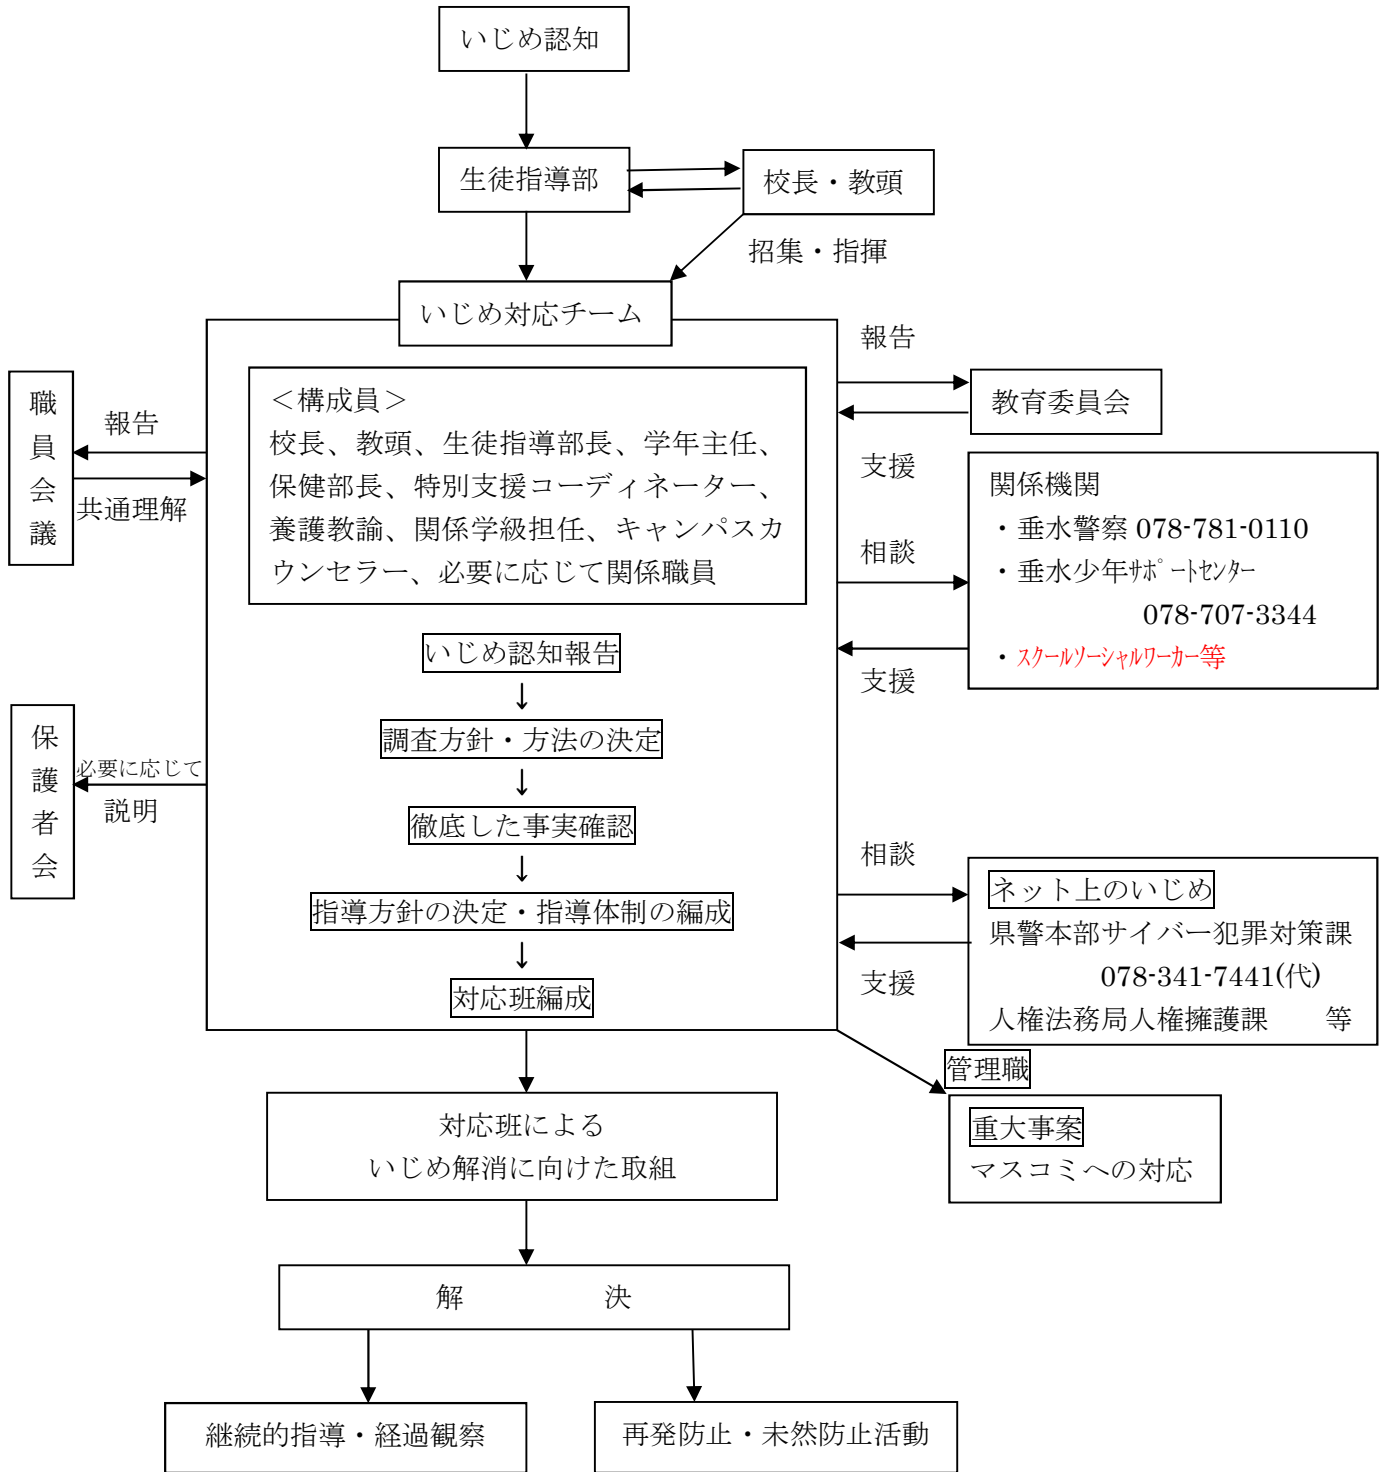 いじめ認知
生徒指導部
校長・教頭
招集・指揮
いじめ対応チーム
報告
教育委員会
支援
職員会議
報告
共通理解
<構成員>
校長、教頭、生徒指導部長、学年主任、
保健部長、特別支援コーディネーター、
養護教諭、関係学級担任、キャンパスカ
ウンセラー、必要に応じて関係職員
関係機関
・垂水警察 078-781-0110
・垂水少年ｻﾎﾟｰﾄｾﾝﾀｰ
078-707-3344
・ｽｸｰﾙｿｰｼｬﾙﾜｰｶｰ等
相談
支援
いじめ認知報告
↓
調査方針・方法の決定
↓
徹底した事実確認
↓
指導方針の決定・指導体制の編成
↓
対応班編成
保護者会
必要に応じて
説明
相談
支援
ネット上のいじめ
県警本部サイバー犯罪対策課
078-341-7441(代)
人権法務局人権擁護課　　等
管理職
重大事案
マスコミへの対応
対応班による
いじめ解消に向けた取組
解　　　　　決
継続的指導・経過観察
再発防止・未然防止活動